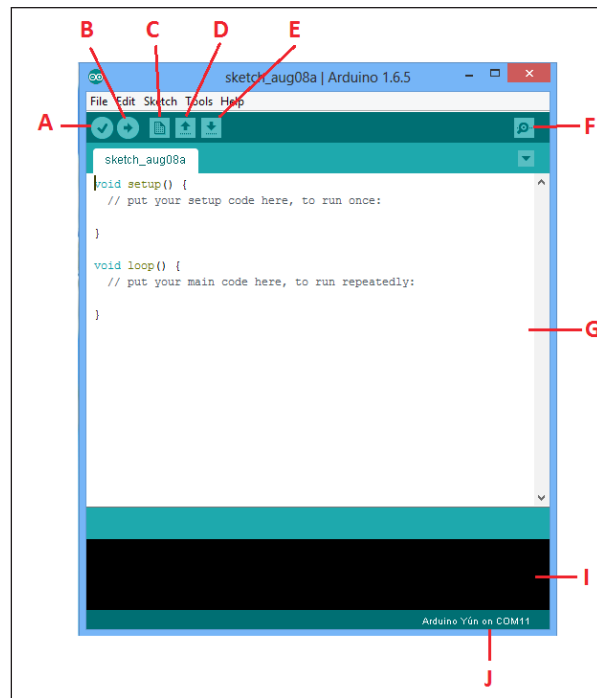 B C D E
sketch_aug08a | Arduino 1.6.5
File Edit Sketch Tools Help
A
F
sketch_aug08a
void setup() {
// put your setup code here, to run once:
}
void loop() {
// put your main code here, to run repeatedly:
}
G
I
Arduino Yún on COM11
J